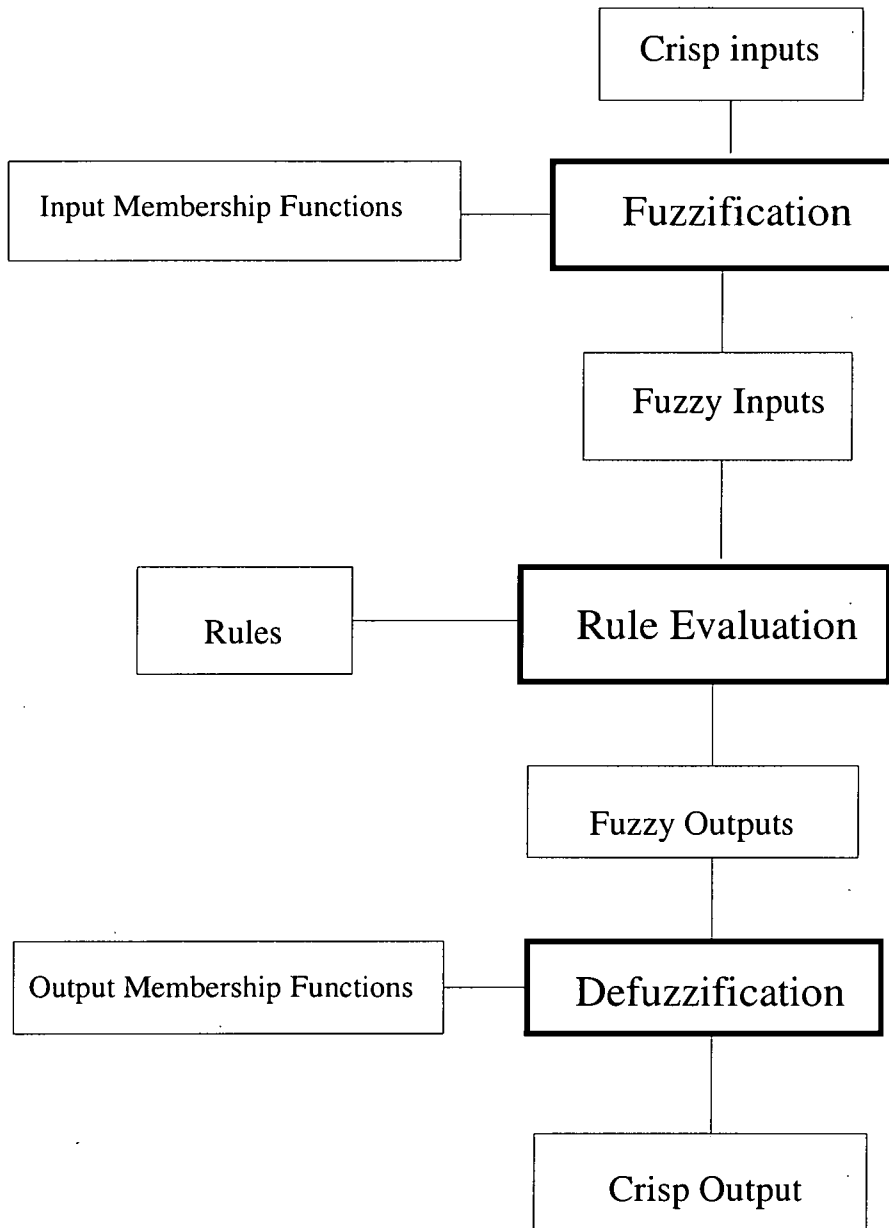 Crisp inputs
Input Membership Functions
Fuzzification
Fuzzy Inputs
Rules
Rule Evaluation
Fuzzy Outputs
Output Membership Functions
Defuzzification
Crisp Output